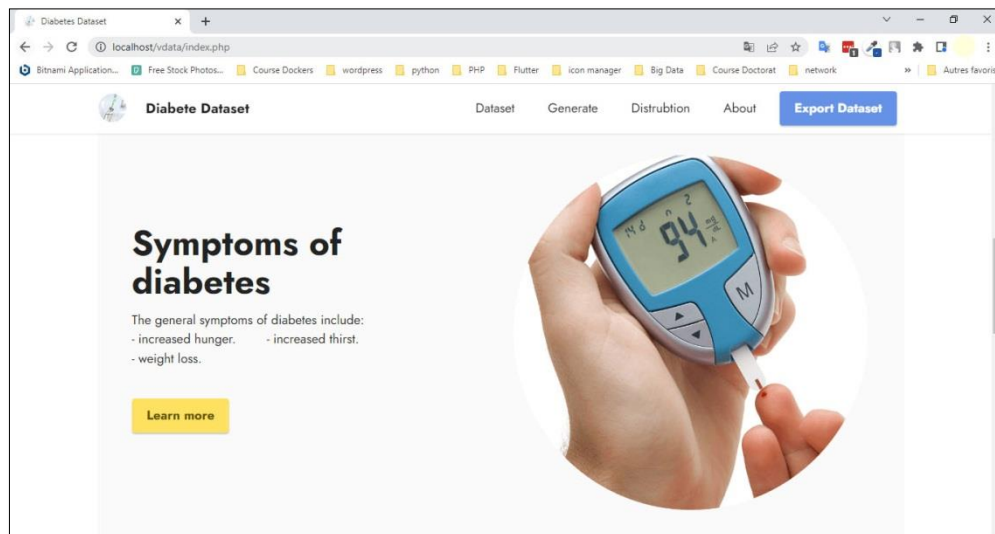 Diabetes Dataset
localhost/vdata/index.php
Bitnami Application... Free Stock Photos... Course Dockers wordpress python PHP Flutter icon manager Big Data Course Doctorat network » Autres favoris
Diabete Dataset Dataset Generate Distrubtion About Export Dataset
Symptoms of
diabetes
The general symptoms of diabetes include:
- increased hunger. - increased thirst.
- weight loss.
Learn more
94
mg/dL
M